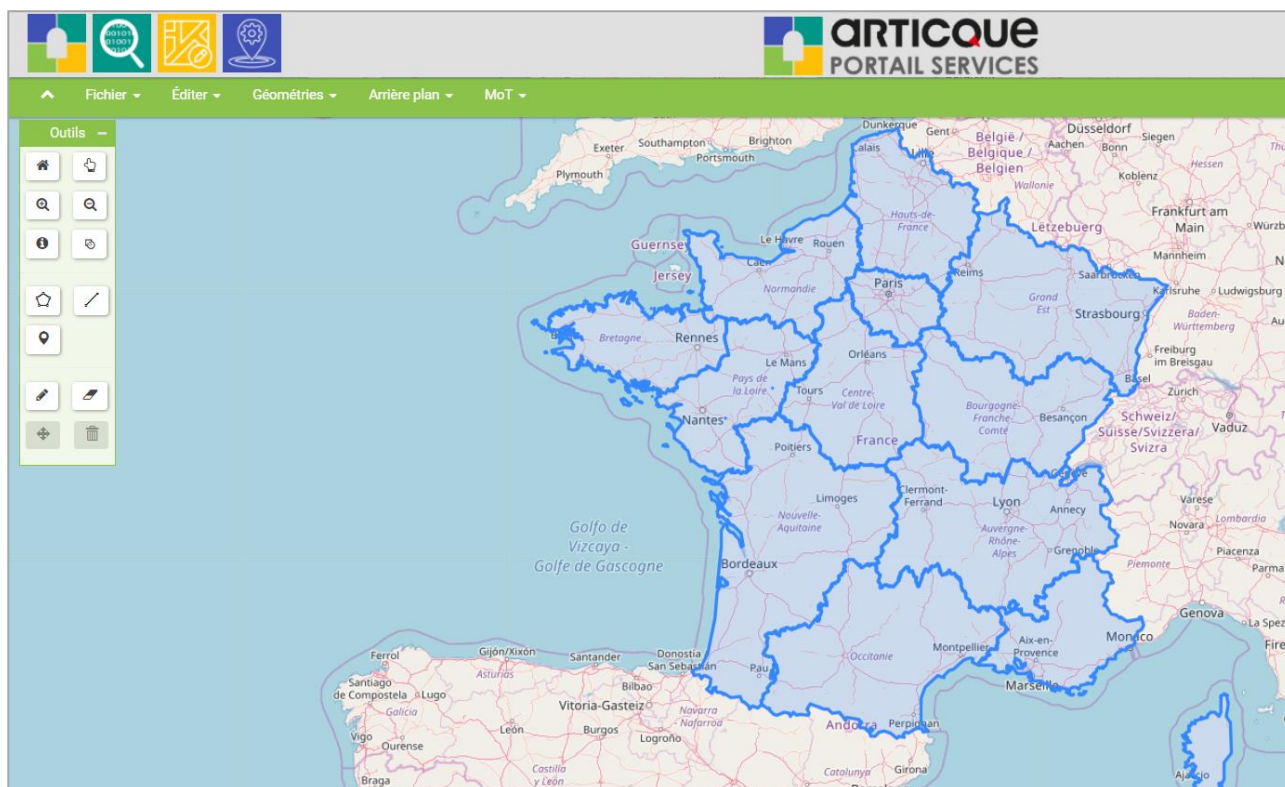 ARTICQUE
PORTAIL SERVICES
Fichier
Éditer
Géométries
Arrière plan
MoT
Outils
Exeter
Southampton
Brighton
Portsmouth
Plymouth
Dunkerque
Calais
Lille
Gent
België /
Belgique /
Belgien
Wallonie
Düsseldorf
Aachen
Bonn
Siegen
Hessen
Koblenz
Frankfurt am
Main
Lëtzebuerg
Mannheim
Saarbrücken
Karlsruhe
Ludwigsburg
Baden-
Württemberg
Freiburg
im Breisgau
Guernsey
Jersey
Le Havre
Rouen
Caen
Normandie
Hauts-de-
France
Paris
Reims
Grand
Est
Strasbourg
Bretagne
Rennes
Le Mans
Pays de
la Loire
Nantes
Orléans
Tours
Centre-
Val de Loire
France
Bourgogne-
Franche-
Comté
Besançon
Basel
Zürich
Schweiz/
Suisse/Svizzera/
Svizra
Vaduz
Genève
Poitiers
Limoges
Nouvelle-
Aquitaine
Clermont-
Ferrand
Lyon
Annecy
Auvergne-
Rhône-
Alpes
Grenoble
Varese
Novara
Lombardia
Piacenza
Parma
Piemonte
Genova
La Spez
Fire
Golfo de
Vizcaya -
Golfe de Gascogne
Bordeaux
Occitanie
Montpellier
Aix-en-
Provence
Marseille
Monaco
Pau
Perpignan
Andorra
Ferrol
Gijón/Xixón
Asturias
Santander
Donostia
San Sebastián
Bilbao
Santiago
de Compostela
Lugo
Galicia
Vitoria-Gasteiz
Navarra
Nafarroa
Vigo
Ourense
León
Burgos
Logroño
Braga
Castilla
y León
Catalunya
Girona
Ajaccio